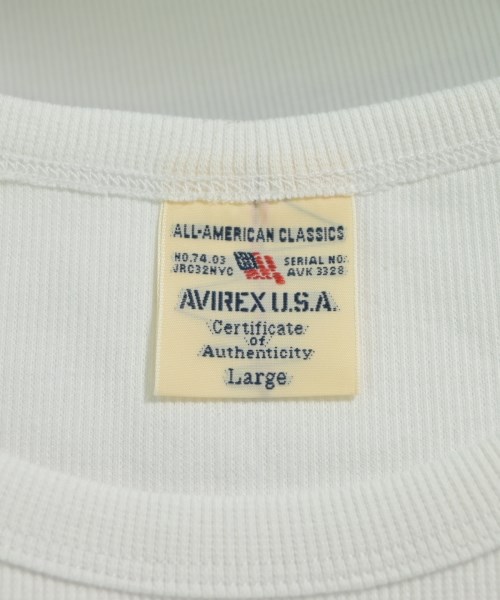 ALL-AMERICAN CLASSICS
NO.74.03 SERIAL NO.
JRC32NYC AVK 3328
AVIREX U.S.A.
Certificate
of
Authenticity
Large